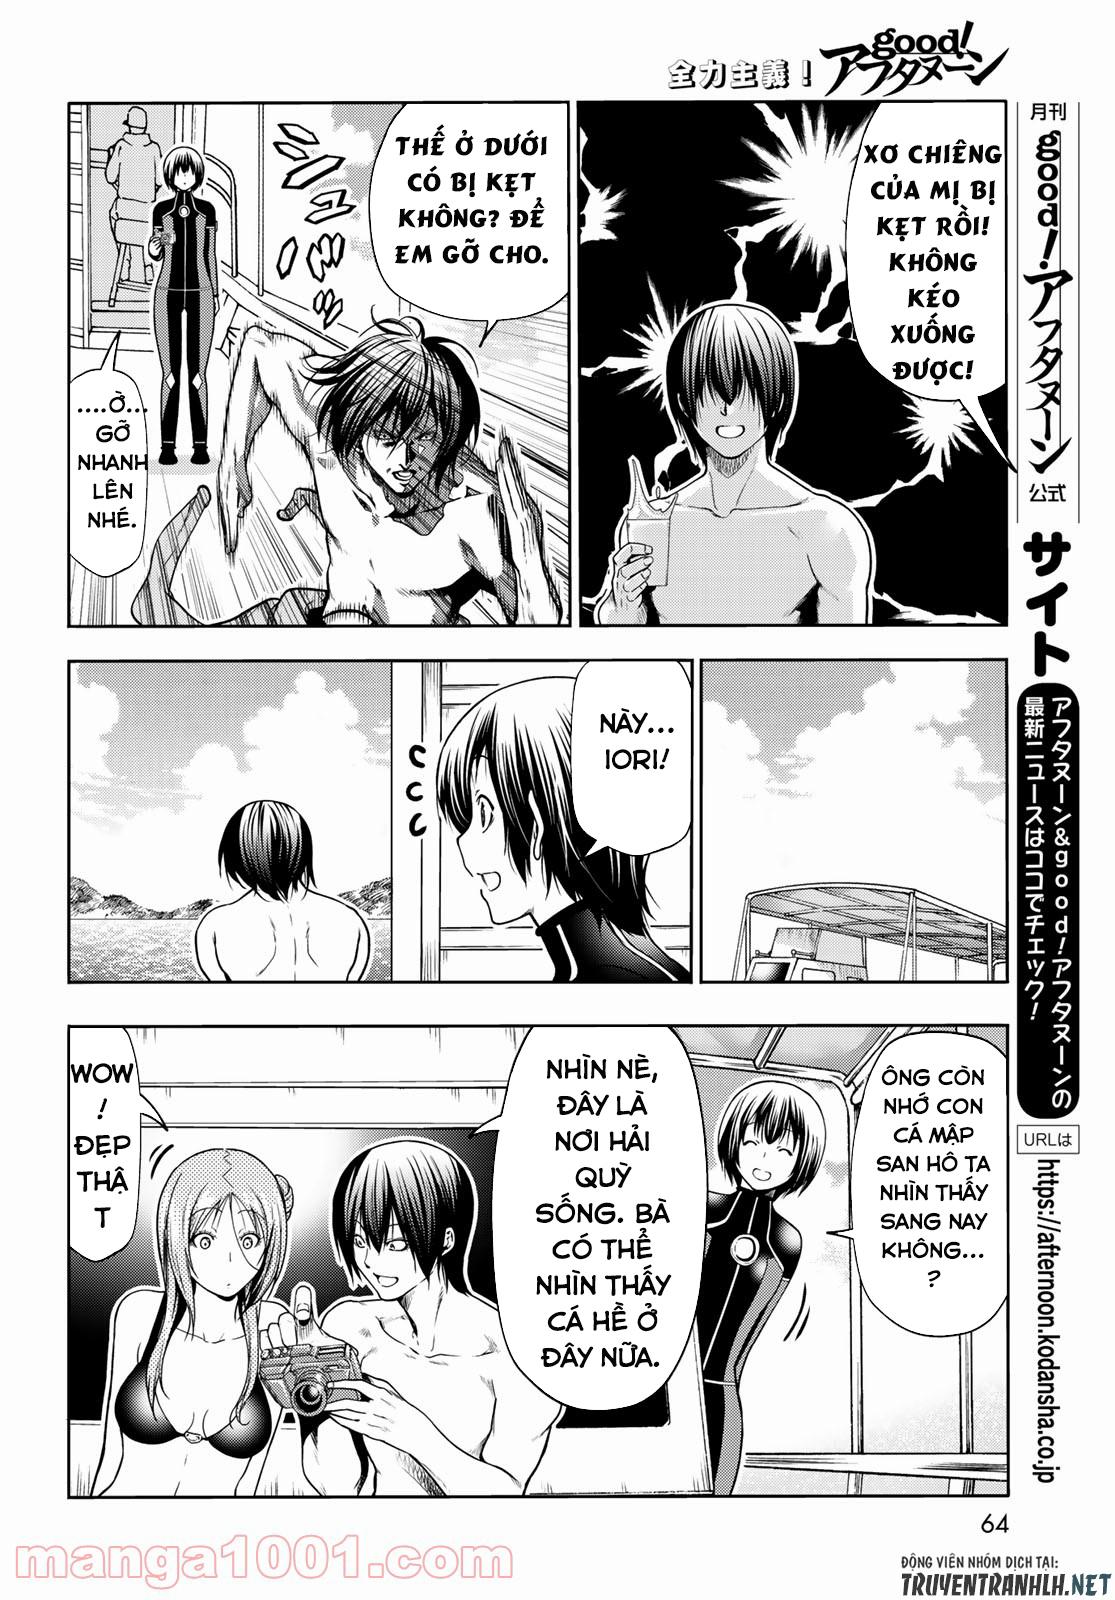 全力主義!
good!
アフタヌーン
XƠ CHIÊNG
CỦA MỊ BỊ
KẸT RỒI!
KHÔNG
KÉO
XUỐNG
ĐƯỢC!
THẾ Ở DƯỚI
CÓ BỊ KẸT
KHÔNG? ĐỂ
EM GỠ CHO.
....Ờ...
GỠ
NHANH
LÊN
NHÉ.
NÀY...
IORI!
ÔNG CÒN
NHỚ CON
CÁ MẬP
SAN HÔ TA
NHÌN THẤY
SANG NAY
KHÔNG...
?
NHÌN NÈ,
ĐÂY LÀ
NƠI HẢI
QUỲ
SỐNG. BÀ
CÓ THỂ
NHÌN THẤY
CÁ HỀ Ở
ĐÂY NỮA.
WOW
!
ĐẸP
THẬ
T
月刊
good!アフタヌーン
公式
サイト
アフタヌーン&good!アフタヌーンの
最新ニュースはココでチェック!
URLは
https://afternoon.kodansha.co.jp
64
manga1001.com
ĐỘNG VIÊN NHÓM DỊCH TẠI:
TRUYENTRANHLH.NET